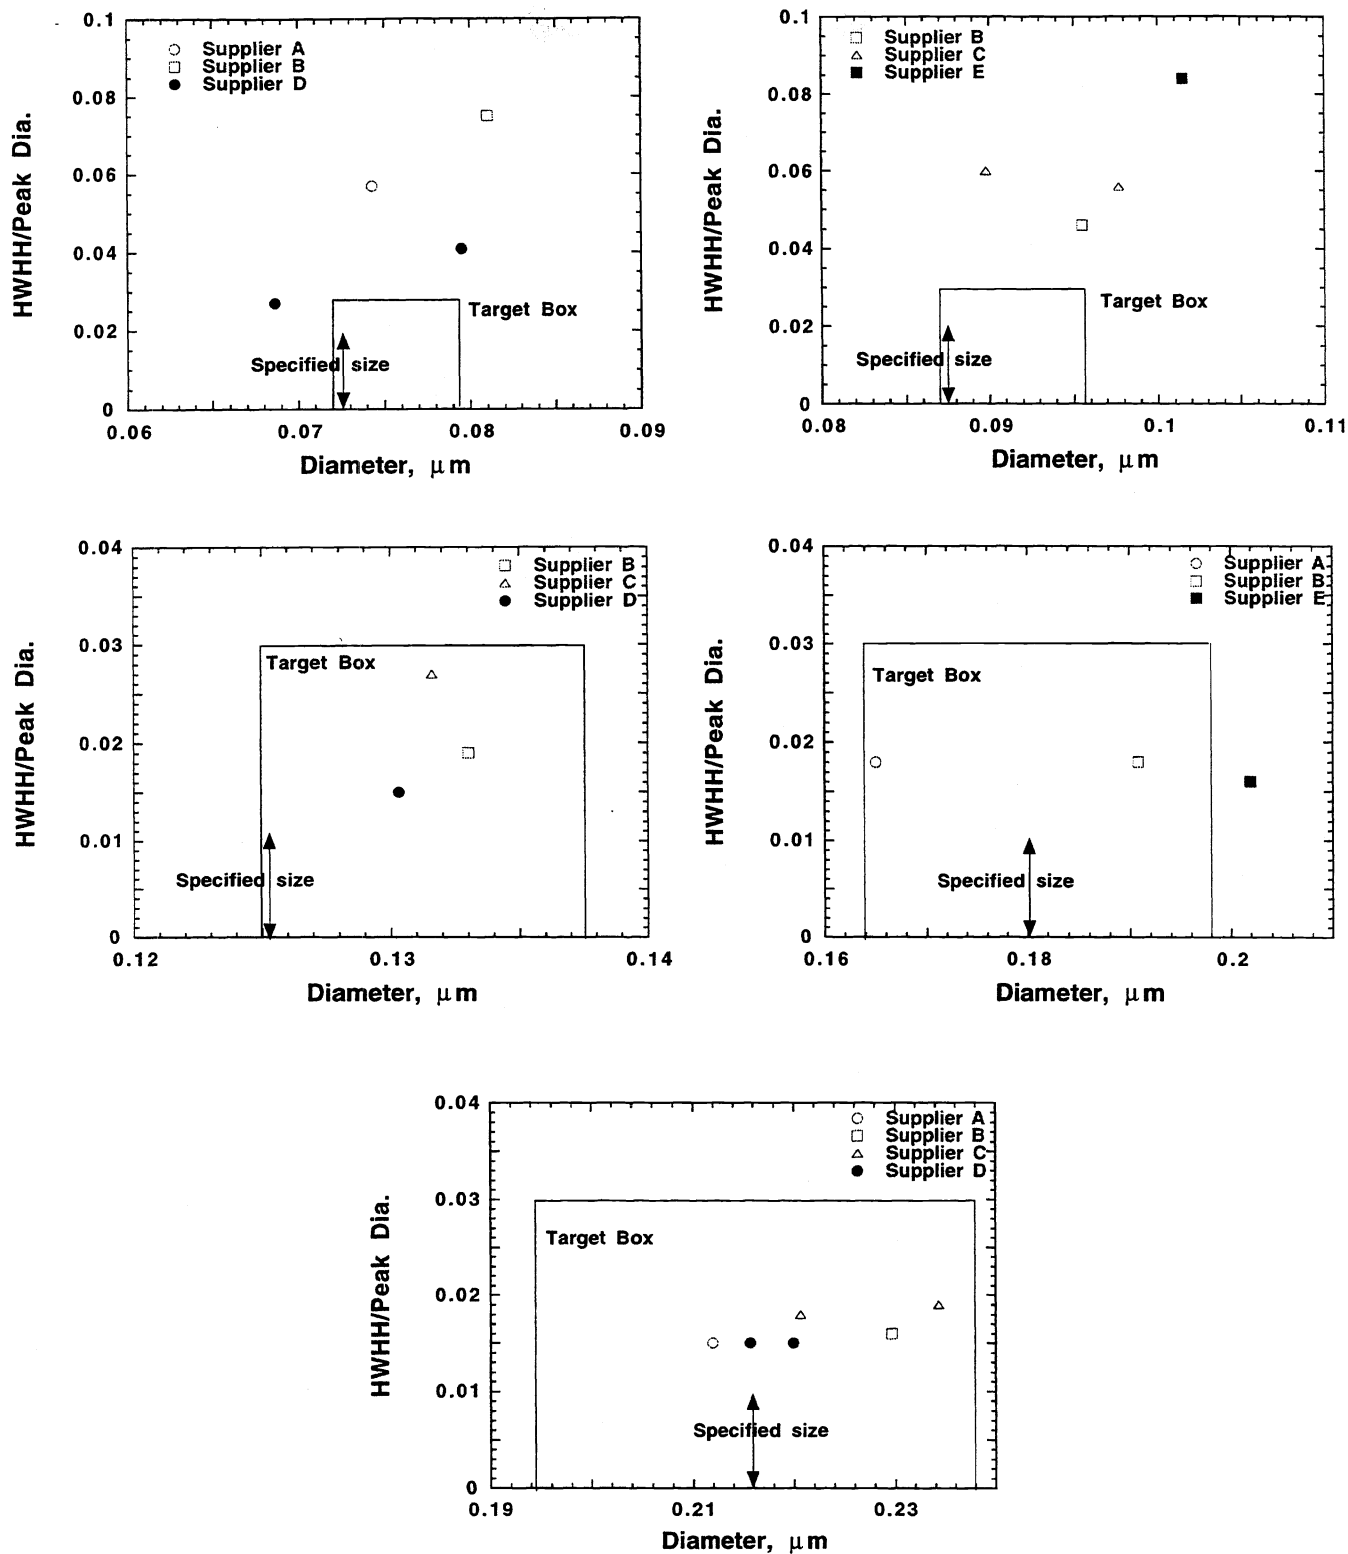 0.1
0.08
0.06
0.04
0.02
0
HWHH/Peak Dia.
Supplier A
Supplier B
Supplier D
Target Box
Specified size
0.06 0.07 0.08 0.09
Diameter, μm
0.1
0.08
0.06
0.04
0.02
0
HWHH/Peak Dia.
Supplier B
Supplier C
Supplier E
Target Box
Specified size
0.08 0.09 0.1 0.11
Diameter, μm
0.04
0.03
0.02
0.01
0
HWHH/Peak Dia.
Supplier B
Supplier C
Supplier D
Target Box
Specified size
0.12 0.13 0.14
Diameter, μm
0.04
0.03
0.02
0.01
0
HWHH/Peak Dia.
Supplier A
Supplier B
Supplier E
Target Box
Specified size
0.16 0.18 0.2
Diameter, μm
0.04
0.03
0.02
0.01
0
HWHH/Peak Dia.
Supplier A
Supplier B
Supplier C
Supplier D
Target Box
Specified size
0.19 0.21 0.23
Diameter, μm